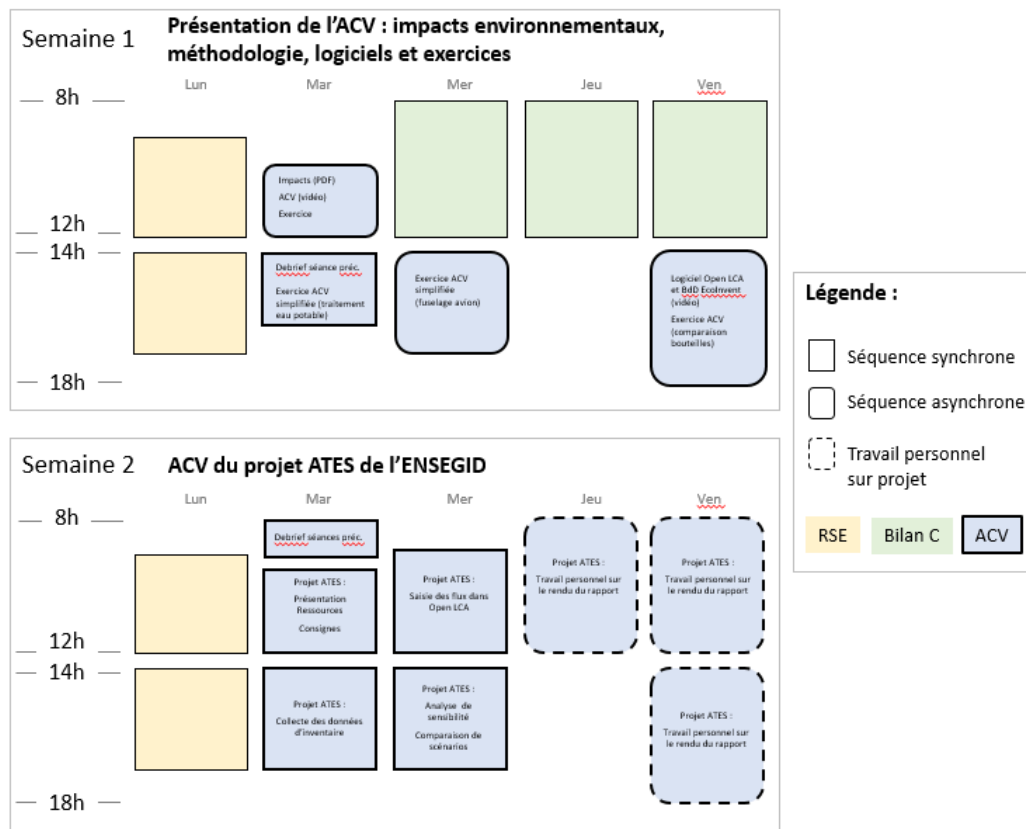 Semaine 1
Présentation de l'ACV : impacts environnementaux,
méthodologie, logiciels et exercices
Lun
Mar
Mer
Jeu
Ven
8h
12h
14h
18h
Impacts (PDF)
ACV (vidéo)
Exercice
Debrief séance préc.
Exercice ACV
simplifiée (traitement
eau potable)
Exercice ACV
simplifiée
(fuselage avion)
Logiciel Open LCA
et BdD EcoInvent
(vidéo)
Exercice ACV
(comparaison
bouteilles)
Semaine 2
ACV du projet ATES de l'ENSEGID
Lun
Mar
Mer
Jeu
Ven
8h
12h
14h
18h
Debrief séances préc.
Projet ATES :
Présentation
Ressources
Consignes
Projet ATES :
Saisie des flux dans
Open LCA
Projet ATES :
Travail personnel sur
le rendu du rapport
Projet ATES :
Travail personnel sur
le rendu du rapport
Projet ATES :
Collecte des données
d'inventaire
Projet ATES :
Analyse de
sensibilité
Comparaison de
scénarios
Projet ATES :
Travail personnel sur
le rendu du rapport
Légende :
Séquence synchrone
Séquence asynchrone
Travail personnel
sur projet
RSE
Bilan C
ACV